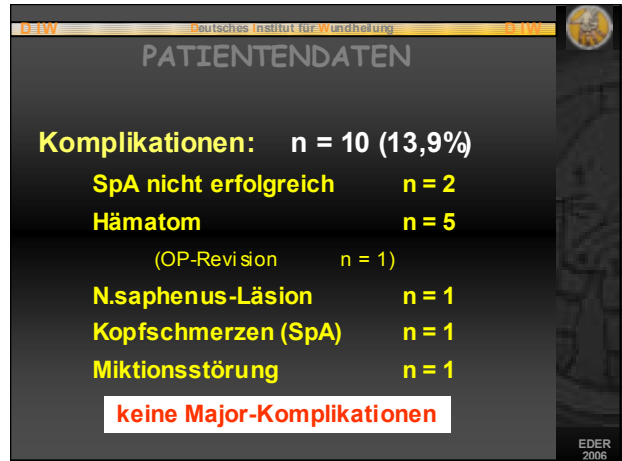 D IW Deutsches Institut für Wundheilung D IW
PATIENTENDATEN
Komplikationen: n = 10 (13,9%)
SpA nicht erfolgreich n = 2
Hämatom n = 5
(OP-Revision n = 1)
N.saphenus-Läsion n = 1
Kopfschmerzen (SpA) n = 1
Miktionsstörung n = 1
keine Major-Komplikationen
EDER
2006